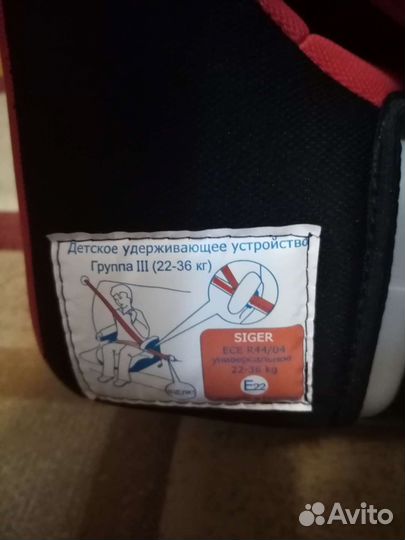 Детское удерживающее устройство
Группа III (22-36 кг)
SIGER
ECE R44/04
универсальное
22-36 kg
E22
Avito